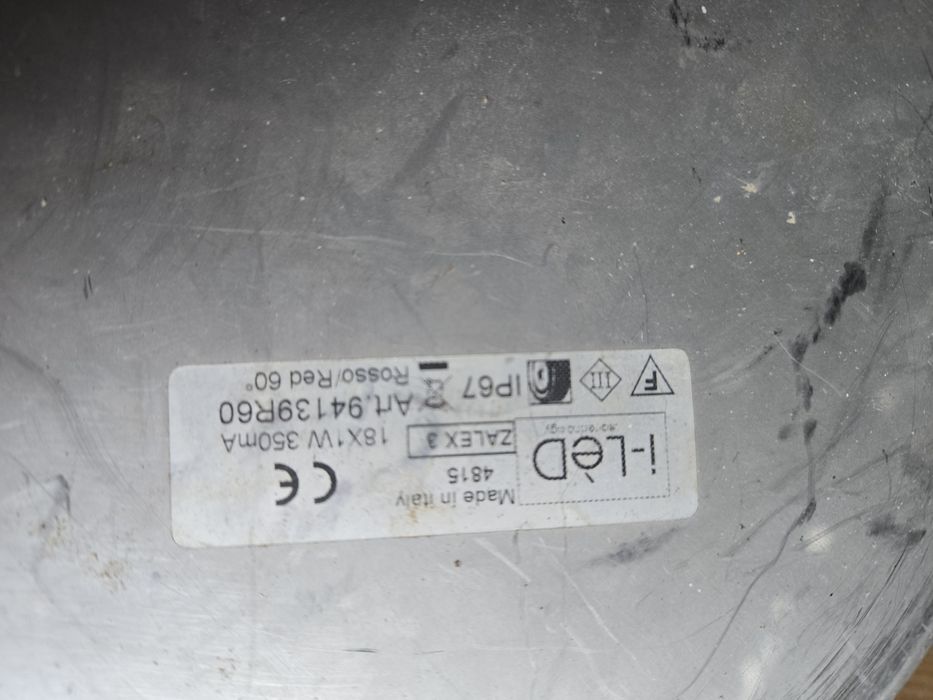 Made in italy
4815
i-LèD
ZALEX 3
18X1W 350mA
Art.94139R60
Rosso/Red 60°
IP67
III
F
CE